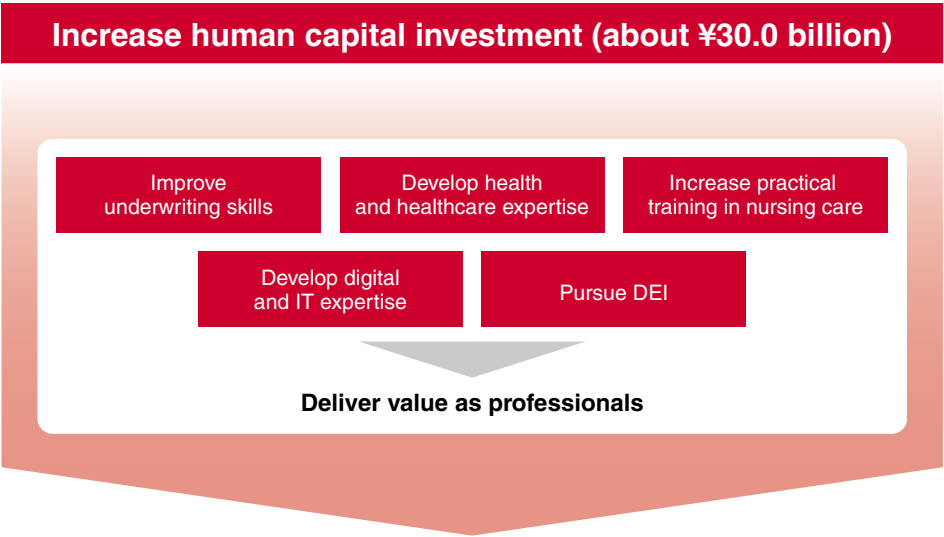 Increase human capital investment (about ¥30.0 billion)
Improve
underwriting skills
Develop health
and healthcare expertise
Increase practical
training in nursing care
Develop digital
and IT expertise
Pursue DEI
Deliver value as professionals